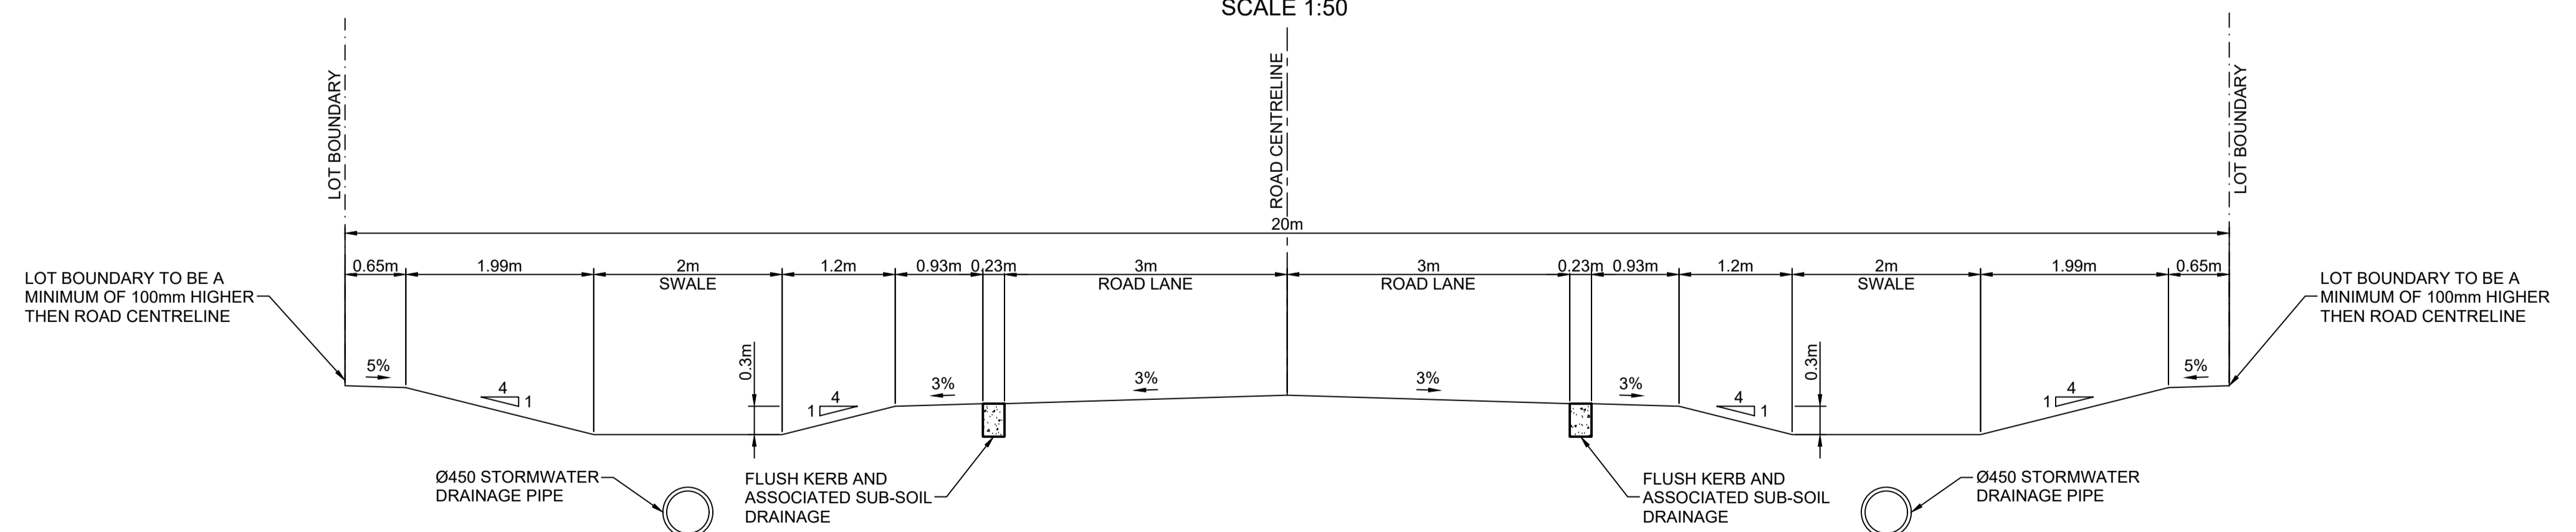 SCALE 1:50
LOT BOUNDARY
ROAD CENTRELINE
LOT BOUNDARY
20m
0.65m
1.99m
2m
SWALE
1.2m
0.93m
0.23m
3m
ROAD LANE
3m
ROAD LANE
0.23m
0.93m
1.2m
2m
SWALE
1.99m
0.65m
LOT BOUNDARY TO BE A
MINIMUM OF 100mm HIGHER
THEN ROAD CENTRELINE
LOT BOUNDARY TO BE A
MINIMUM OF 100mm HIGHER
THEN ROAD CENTRELINE
5%
4
1
0.3m
4
1
3%
3%
3%
3%
4
1
0.3m
4
1
5%
Ø450 STORMWATER
DRAINAGE PIPE
FLUSH KERB AND
ASSOCIATED SUB-SOIL
DRAINAGE
FLUSH KERB AND
ASSOCIATED SUB-SOIL
DRAINAGE
Ø450 STORMWATER
DRAINAGE PIPE